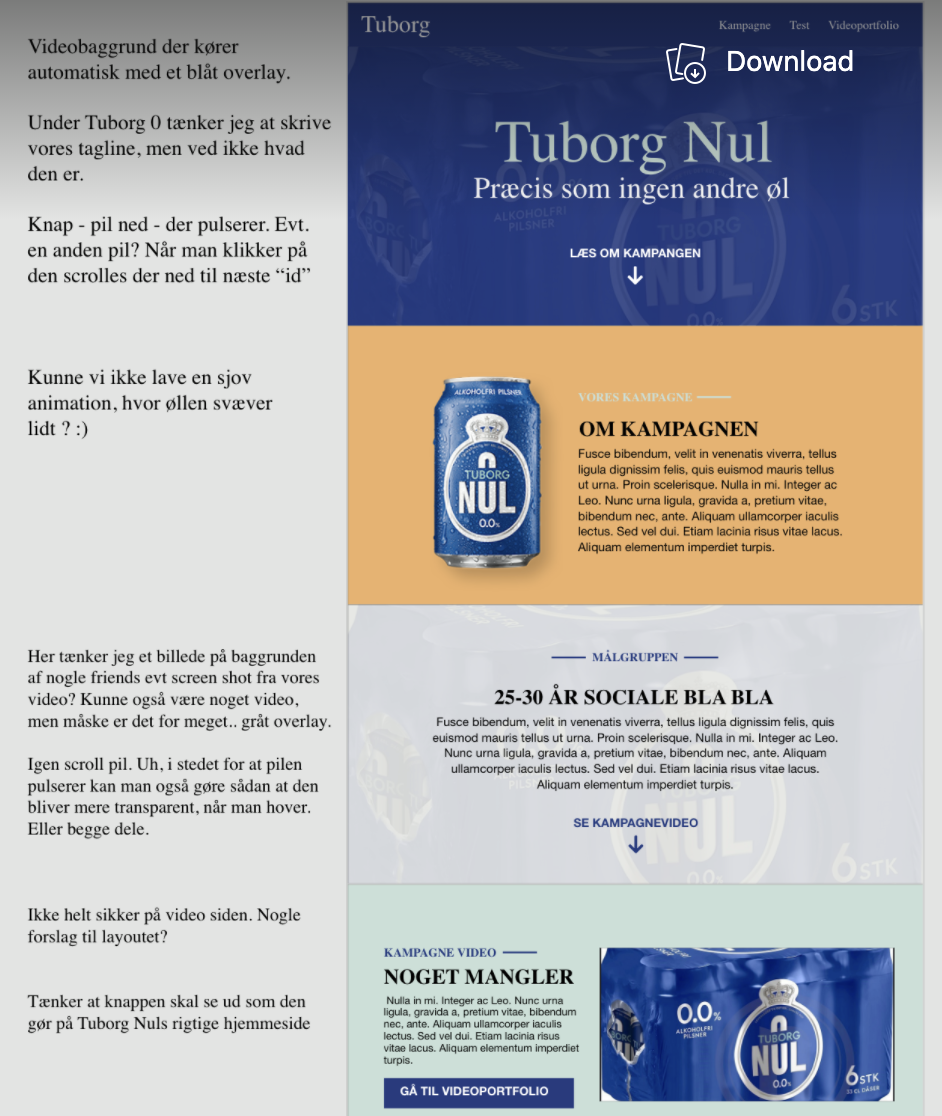 Videobaggrund der kører
automatisk med et blåt overlay.
Under Tuborg 0 tænker jeg at skrive
vores tagline, men ved ikke hvad
den er.
Knap - pil ned - der pulserer. Evt.
en anden pil? Når man klikker på
den scrolles der ned til næste “id”
Kunne vi ikke lave en sjov
animation, hvor øllen svæver
lidt ? :)
Her tænker jeg et billede på baggrunden
af nogle friends evt screen shot fra vores
video? Kunne også være noget video,
men måske er det for meget.. gråt overlay.
Igen scroll pil. Uh, i stedet for at pilen
pulserer kan man også gøre sådan at den
bliver mere transparent, når man hover.
Eller begge dele.
Ikke helt sikker på video siden. Nogle
forslag til layoutet?
Tænker at knappen skal se ud som den
gør på Tuborg Nuls rigtige hjemmeside
Tuborg
Kampagne Test Videoportfolio
Download
Tuborg Nul
Præcis som ingen andre øl
ALKOHOLFRI
PILSNER
TUBORG
NUL
0.0%
6 STK
LÆS OM KAMPANGEN
ALKOHOLFRI PILSNER
TUBORG
NUL
0.0%
VORES KAMPAGNE
OM KAMPAGNEN
Fusce bibendum, velit in venenatis viverra, tellus
ligula dignissim felis, quis euismod mauris tellus
ut urna. Proin scelerisque. Nulla in mi. Integer ac
Leo. Nunc urna ligula, gravida a, pretium vitae,
bibendum nec, ante. Aliquam ullamcorper iaculis
lectus. Sed vel dui. Etiam lacinia risus vitae lacus.
Aliquam elementum imperdiet turpis.
MÅLGRUPPEN
25-30 ÅR SOCIALE BLA BLA
Fusce bibendum, velit in venenatis viverra, tellus ligula dignissim felis, quis
euismod mauris tellus ut urna. Proin scelerisque. Nulla in mi. Integer ac Leo.
Nunc urna ligula, gravida a, pretium vitae, bibendum nec, ante. Aliquam
ullamcorper iaculis lectus. Sed vel dui. Etiam lacinia risus vitae lacus.
Aliquam elementum imperdiet turpis.
SE KAMPAGNEVIDEO
NUL
6 STK
KAMPAGNE VIDEO
NOGET MANGLER
Nulla in mi. Integer ac Leo. Nunc urna
ligula, gravida a, pretium vitae, bibendum
nec, ante. Aliquam ullamcorper iaculis
lectus. Sed vel dui. Etiam lacinia risus
vitae lacus. Aliquam elementum imperdiet
turpis.
GÅ TIL VIDEOPORTFOLIO
0.0%
ALKOHOLFRI
PILSNER
TUBORG
NUL
0.0%
6 STK
33 CL DÅSER